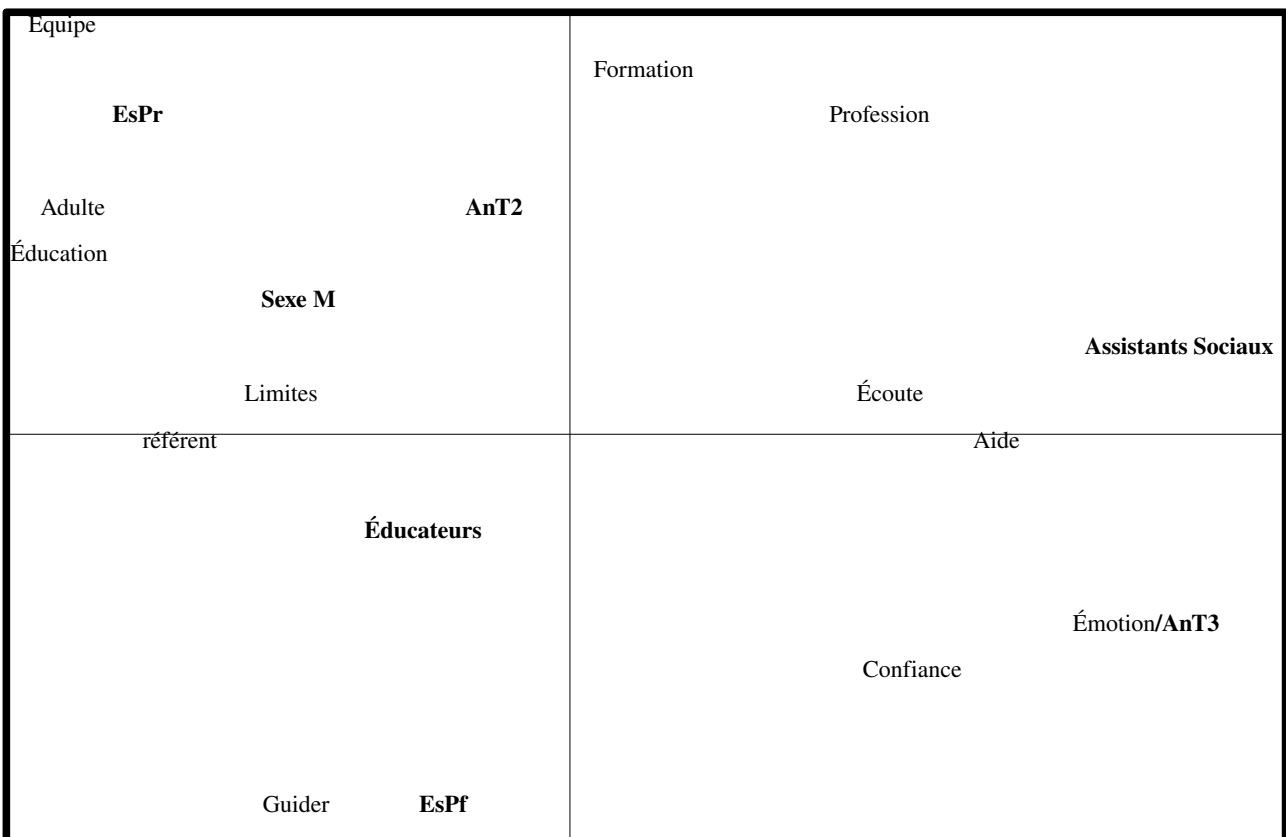 Equipe
Formation
EsPr Profession
Adulte AnT2
Éducation
Sexe M
Assistants Sociaux
Limites Écoute
référent Aide
Éducateurs
Émotion/AnT3
Confiance
Guider EsPf